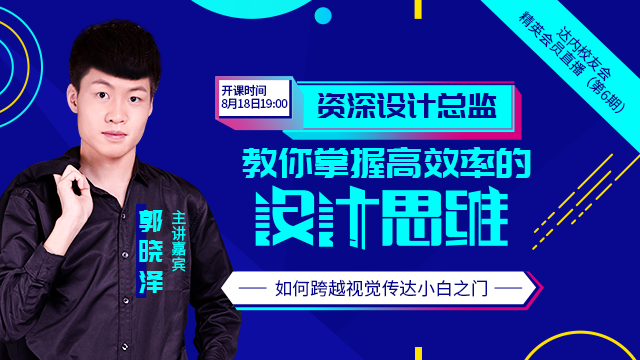 达内校友会
精英会员直播（第6期）
开课时间
8月18日19:00
资深设计总监
教你掌握高效率的
设计思维
主讲嘉宾
郭晓泽
如何跨越视觉传达小白之门